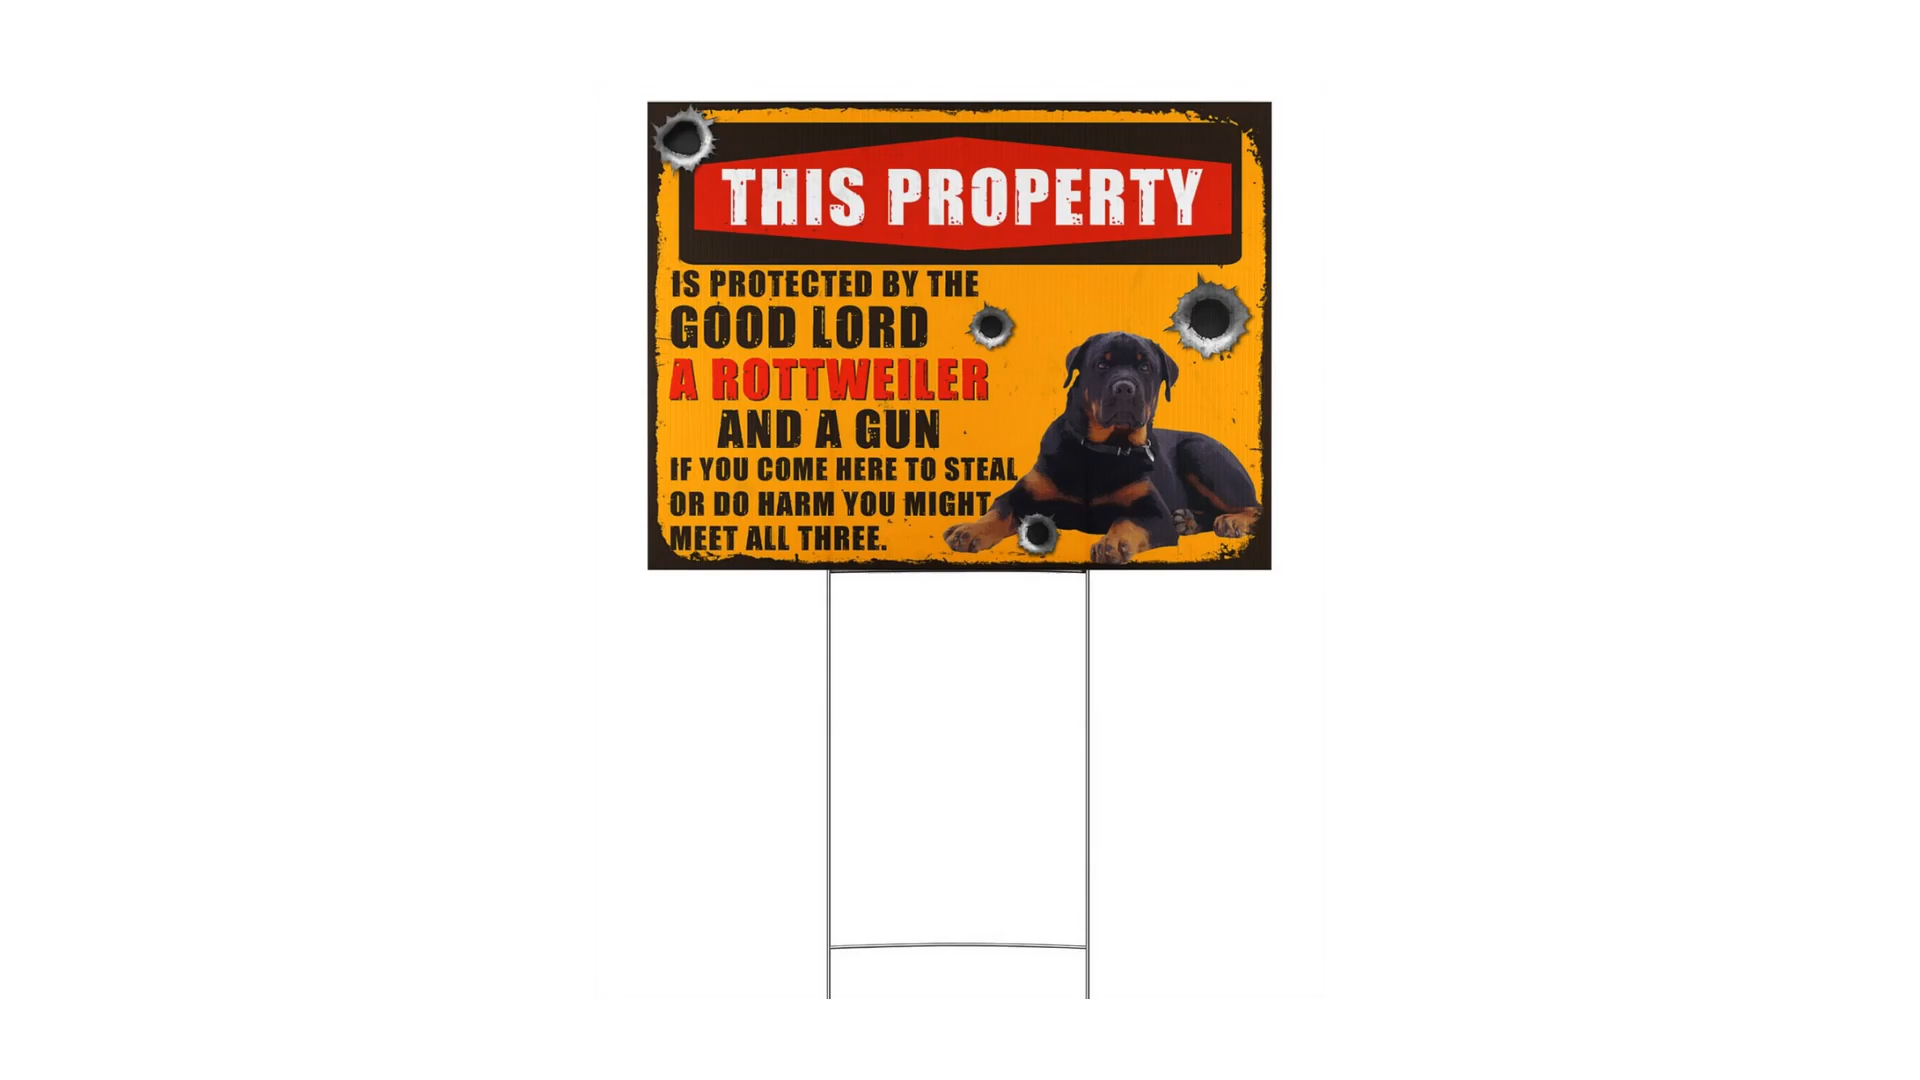 THIS PROPERTY
IS PROTECTED BY THE
GOOD LORD
A ROTTWEILER
AND A GUN
IF YOU COME HERE TO STEAL
OR DO HARM YOU MIGHT
MEET ALL THREE.